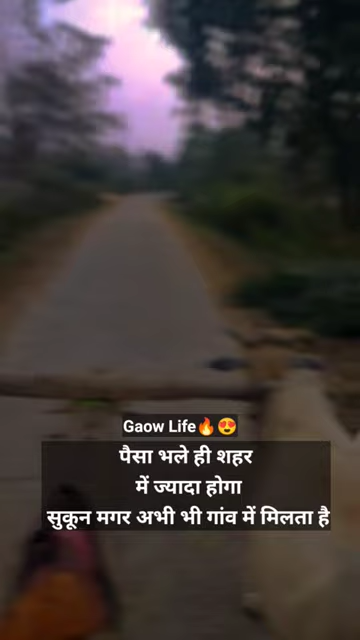 Gaow Life🔥😍
पैसा भले ही शहर
में ज्यादा होगा
सुकून मगर अभी भी गांव में मिलता है